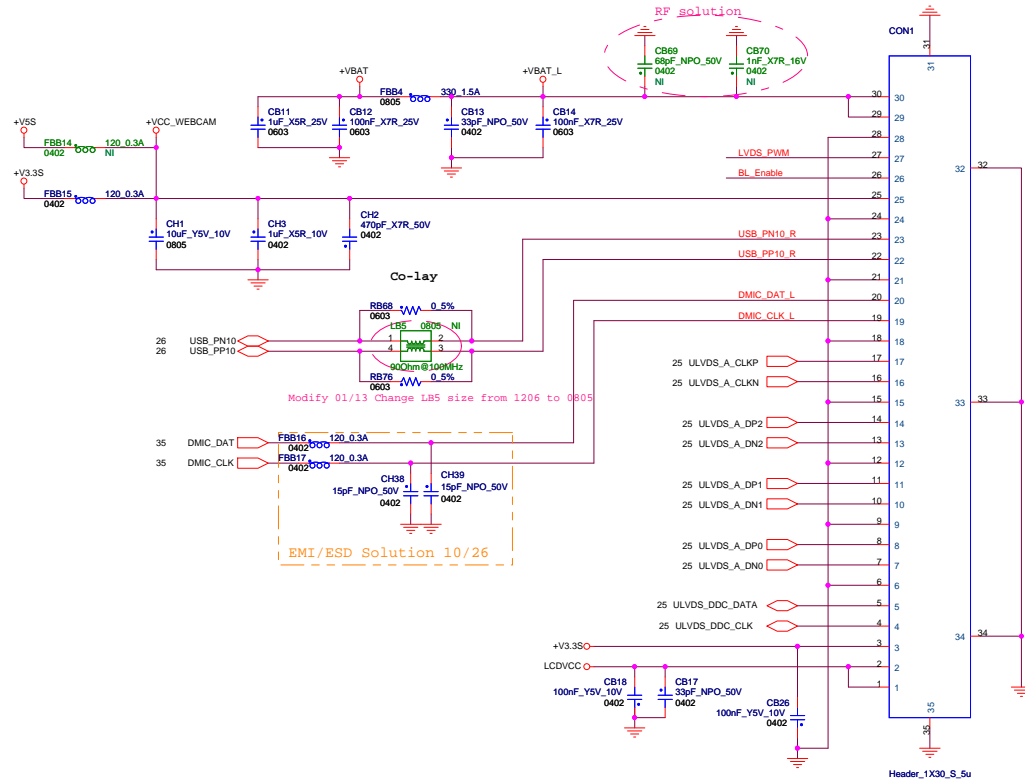 RF solution
CON1
31
31
CB69
68pF_NPO_50V
0402
NI
CB70
1nF_X7R_16V
0402
NI
+VBAT
+VBAT_L
FBB4
330_1.5A
0805
CB11
1uF_X5R_25V
0603
CB12
100nF_X7R_25V
0603
CB13
33pF_NPO_50V
0402
CB14
100nF_X7R_25V
0603
+V5S
+VCC_WEBCAM
FBB14
120_0.3A
0402
NI
+V3.3S
FBB15
120_0.3A
0402
CH1
10uF_Y5V_10V
0805
CH3
1uF_X5R_10V
0402
CH2
470pF_X7R_50V
0402
30 30
29 29
28 28
LVDS_PWM 27 27
BL_Enable 26 26
25 25
24 24
USB_PN10_R 23 23
USB_PP10_R 22 22
21 21
DMIC_DAT_L 20 20
DMIC_CLK_L 19 19
18 18
25 ULVDS_A_CLKP 17 17
25 ULVDS_A_CLKN 16 16
15 15
25 ULVDS_A_DP2 14 14
25 ULVDS_A_DN2 13 13
12 12
25 ULVDS_A_DP1 11 11
25 ULVDS_A_DN1 10 10
9 9
25 ULVDS_A_DP0 8 8
25 ULVDS_A_DN0 7 7
6 6
25 ULVDS_DDC_DATA 5 5
25 ULVDS_DDC_CLK 4 4
+V3.3S 3 3
LCDVCC 2 2
1 1
32 32
33 33
34 34
35
35
Co-lay
RB68
0_5%
0603
LB5 0805 NI
1 2
4 3
90Ohm@100MHz
RB76
0_5%
0603
26 USB_PN10
26 USB_PP10
Modify 01/13 Change LB5 size from 1206 to 0805
35 DMIC_DAT
FBB16
120_0.3A
0402
35 DMIC_CLK
FBB17
120_0.3A
0402
CH38
15pF_NPO_50V
0402
CH39
15pF_NPO_50V
0402
EMI/ESD Solution 10/26
CB18
100nF_Y5V_10V
0402
CB17
33pF_NPO_50V
0402
CB26
100nF_Y5V_10V
0402
Header_1X30_S_5u